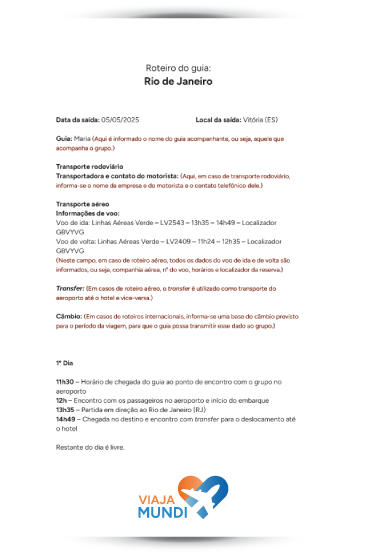 Roteiro do guia:
Rio de Janeiro
Data da saída: 05/05/2025 Local da saída: Vitória (ES)
Guia: Maria (Aqui é informado o nome do guia acompanhante, ou seja, aquele que
acompanha o grupo.)
Transporte rodoviário
Transportadora e contato do motorista: (Aqui, em caso de transporte rodoviário,
informa-se o nome da empresa e do motorista e o contato telefônico dele.)
Transporte aéreo
Informações de voo:
Voo de ida: Linhas Aéreas Verde – LV2543 – 13h35 – 14h49 – Localizador
GBVYVG
Voo de volta: Linhas Aéreas Verde – LV2409 – 11h24 – 12h35 – Localizador
GBVYVG
(Neste campo, em caso de roteiro aéreo, todos os dados do voo de ida e de volta são
informados, ou seja, companhia aérea, nº do voo, horários e localizador da reserva.)
Transfer: (Em casos de roteiro aéreo, o transfer é utilizado como transporte do
aeroporto até o hotel e vice-versa.)
Câmbio: (Em casos de roteiros internacionais, informa-se uma base do câmbio previsto
para o período da viagem, para que o guia possa transmitir esse dado ao grupo.)
1º Dia
11h30 – Horário de chegada do guia ao ponto de encontro com o grupo no
aeroporto
12h – Encontro com os passageiros no aeroporto e início do embarque
13h35 – Partida em direção ao Rio de Janeiro (RJ)
14h49 – Chegada no destino e encontro com transfer para o deslocamento até
o hotel
Restante do dia é livre.
VIAJA
MUNDI